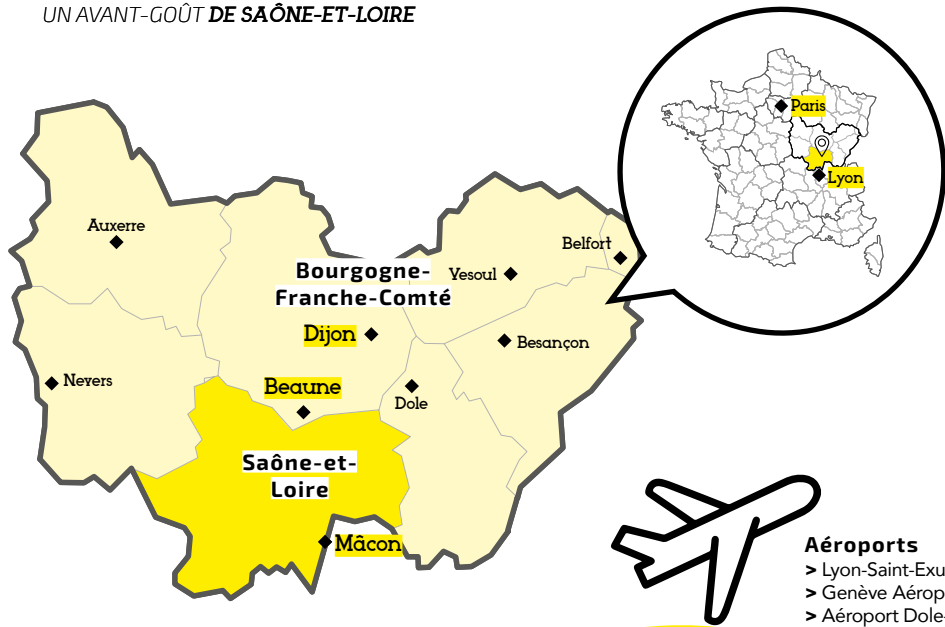 UN AVANT-GOÛT DE SAÔNE-ET-LOIRE
Paris
Lyon
Auxerre
Belfort
Bourgogne-
Franche-Comté
Vesoul
Dijon
Besançon
Nevers
Beaune
Dole
Saône-et-
Loire
Mâcon
Aéroports
> Lyon-Saint-Exu
> Genève Aérop
> Aéroport Dole-